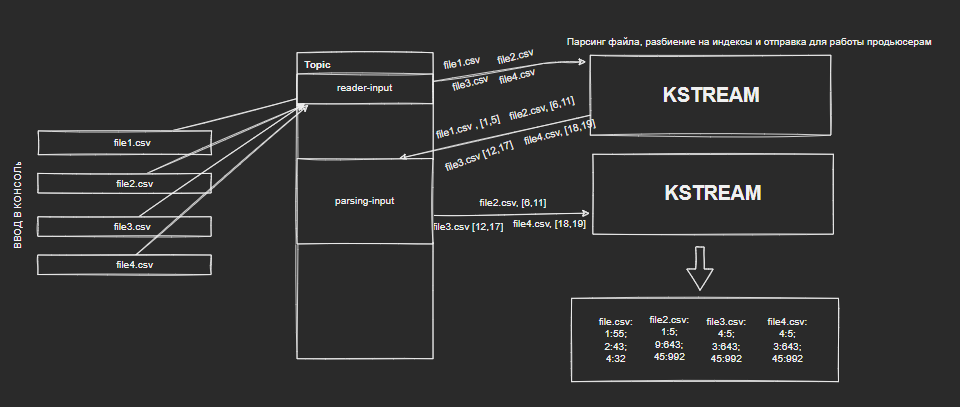 Парсинг файла, разбиение на индексы и отправка для работы продьюсерам
Topic
reader-input
file1.csv file2.csv
file3.csv file4.csv
KSTREAM
file1.csv , [1,5] file2.csv, [6,11]
file3.csv [12,17] file4.csv, [18,19]
ВВОД В КОНСОЛЬ
file1.csv
file2.csv
file3.csv
file4.csv
parsing-input
file2.csv, [6,11]
file3.csv [12,17] file4.csv, [18,19]
KSTREAM
file.csv:
1:55;
2:43;
4:32
file2.csv:
1:5;
9:643;
45:992
file3.csv:
4:5;
3:643;
45:992
file4.csv:
4:5;
3:643;
45:992